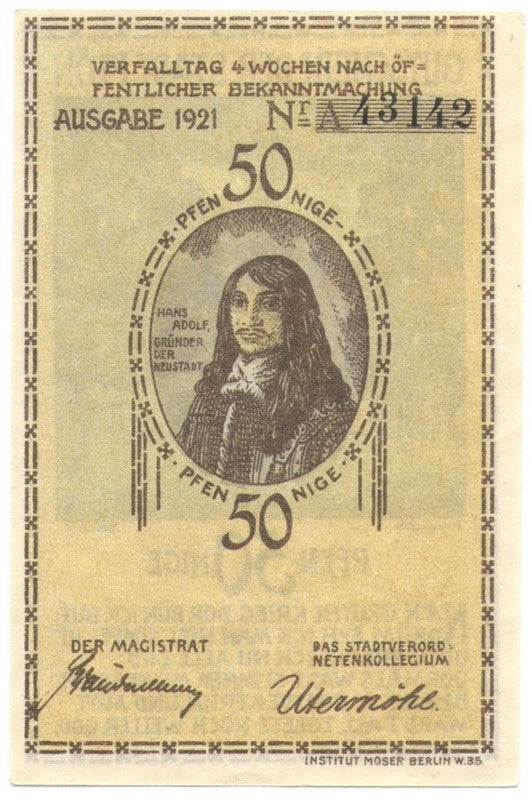 VERFALLTAG 4 WOCHEN NACH ÖF=
FENTLICHER BEKANNTMACHUNG
AUSGABE 1921 Nr A 43142
50
PFEN NIGE
HANS
ADOLF,
GRÜNDER
DER
NEUSTADT.
PFEN NIGE
50
DER MAGISTRAT
DAS STADTVERORD=
NETENKOLLEGIUM
Utermöhl.
INSTITUT MOSER BERLIN W.35.